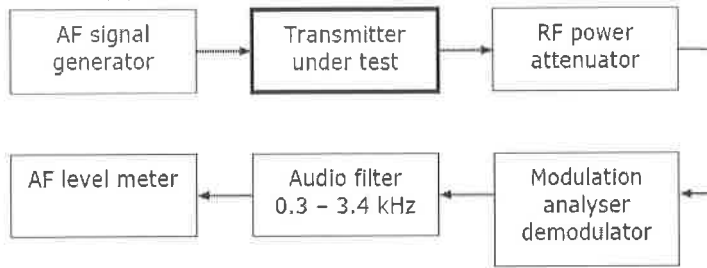 AF signal
generator
Transmitter
under test
RF power
attenuator
AF level meter
Audio filter
0.3 – 3.4 kHz
Modulation
analyser
demodulator